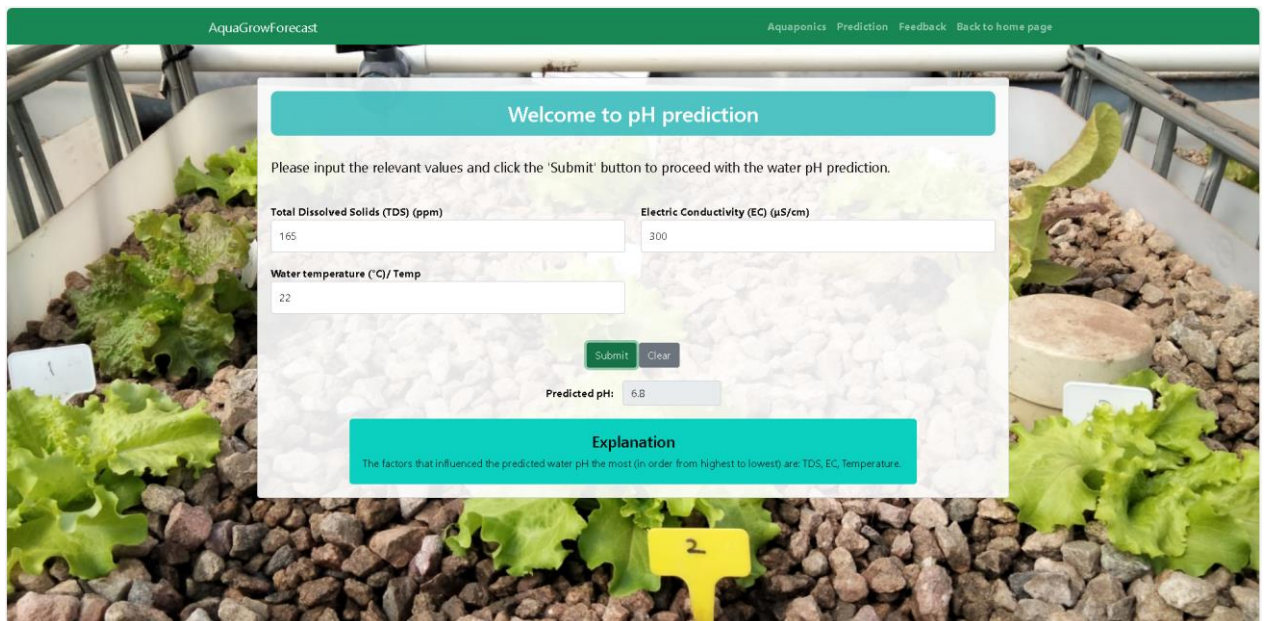 AquaGrowForecast
Aquaponics Prediction Feedback Back to home page
Welcome to pH prediction
Please input the relevant values and click the 'Submit' button to proceed with the water pH prediction.
Total Dissolved Solids (TDS) (ppm)
Electric Conductivity (EC) (µS/cm)
165
300
Water temperature (°C)/ Temp
22
Submit Clear
Predicted pH: 6.8
Explanation
The factors that influenced the predicted water pH the most (in order from highest to lowest) are: TDS, EC, Temperature.
1
2